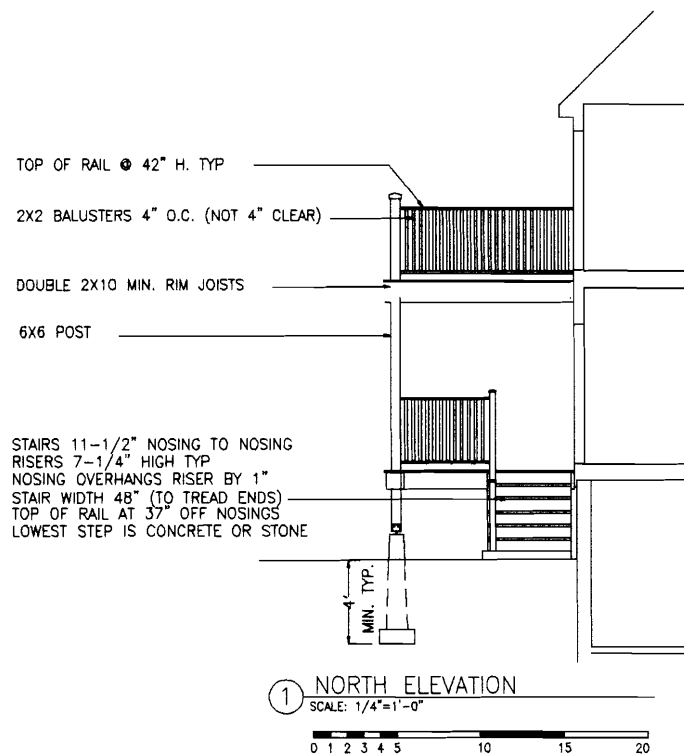 TOP OF RAIL @ 42" H. TYP
2X2 BALUSTERS 4" O.C. (NOT 4" CLEAR)
DOUBLE 2X10 MIN. RIM JOISTS
6X6 POST
STAIRS 11-1/2" NOSING TO NOSING
RISERS 7-1/4" HIGH TYP
NOSING OVERHANGS RISER BY 1"
STAIR WIDTH 48" (TO TREAD ENDS)
TOP OF RAIL AT 37" OFF NOSINGS
LOWEST STEP IS CONCRETE OR STONE
4'
MIN. TYP.
1 NORTH ELEVATION
SCALE: 1/4"=1'-0"
0 1 2 3 4 5 10 15 20